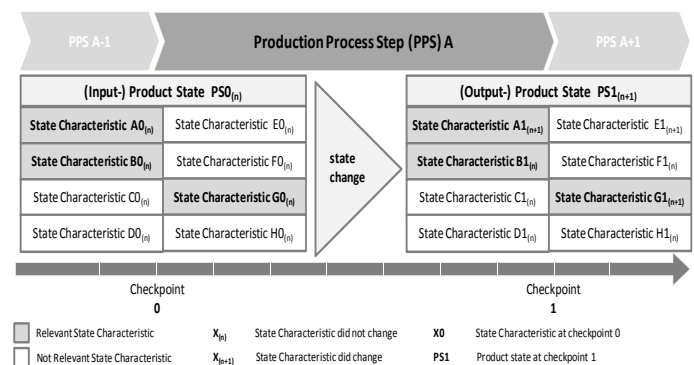 PPS A-1
Production Process Step (PPS) A
PPS A+1
(Input-) Product State PS0(n)
(Output-) Product State PS1(n+1)
State Characteristic A0(n)
State Characteristic E0(n)
State Characteristic A1(n+1)
State Characteristic E1(n+1)
State Characteristic B0(n)
State Characteristic F0(n)
state
change
State Characteristic B1(n)
State Characteristic F1(n)
State Characteristic C0(n)
State Characteristic G0(n)
State Characteristic C1(n)
State Characteristic G1(n+1)
State Characteristic D0(n)
State Characteristic H0(n)
State Characteristic D1(n)
State Characteristic H1(n)
Checkpoint
0
Checkpoint
1
Relevant State Characteristic
X(n)
State Characteristic did not change
X0
State Characteristic at checkpoint 0
Not Relevant State Characteristic
X(n+1)
State Characteristic did change
PS1
Product state at checkpoint 1